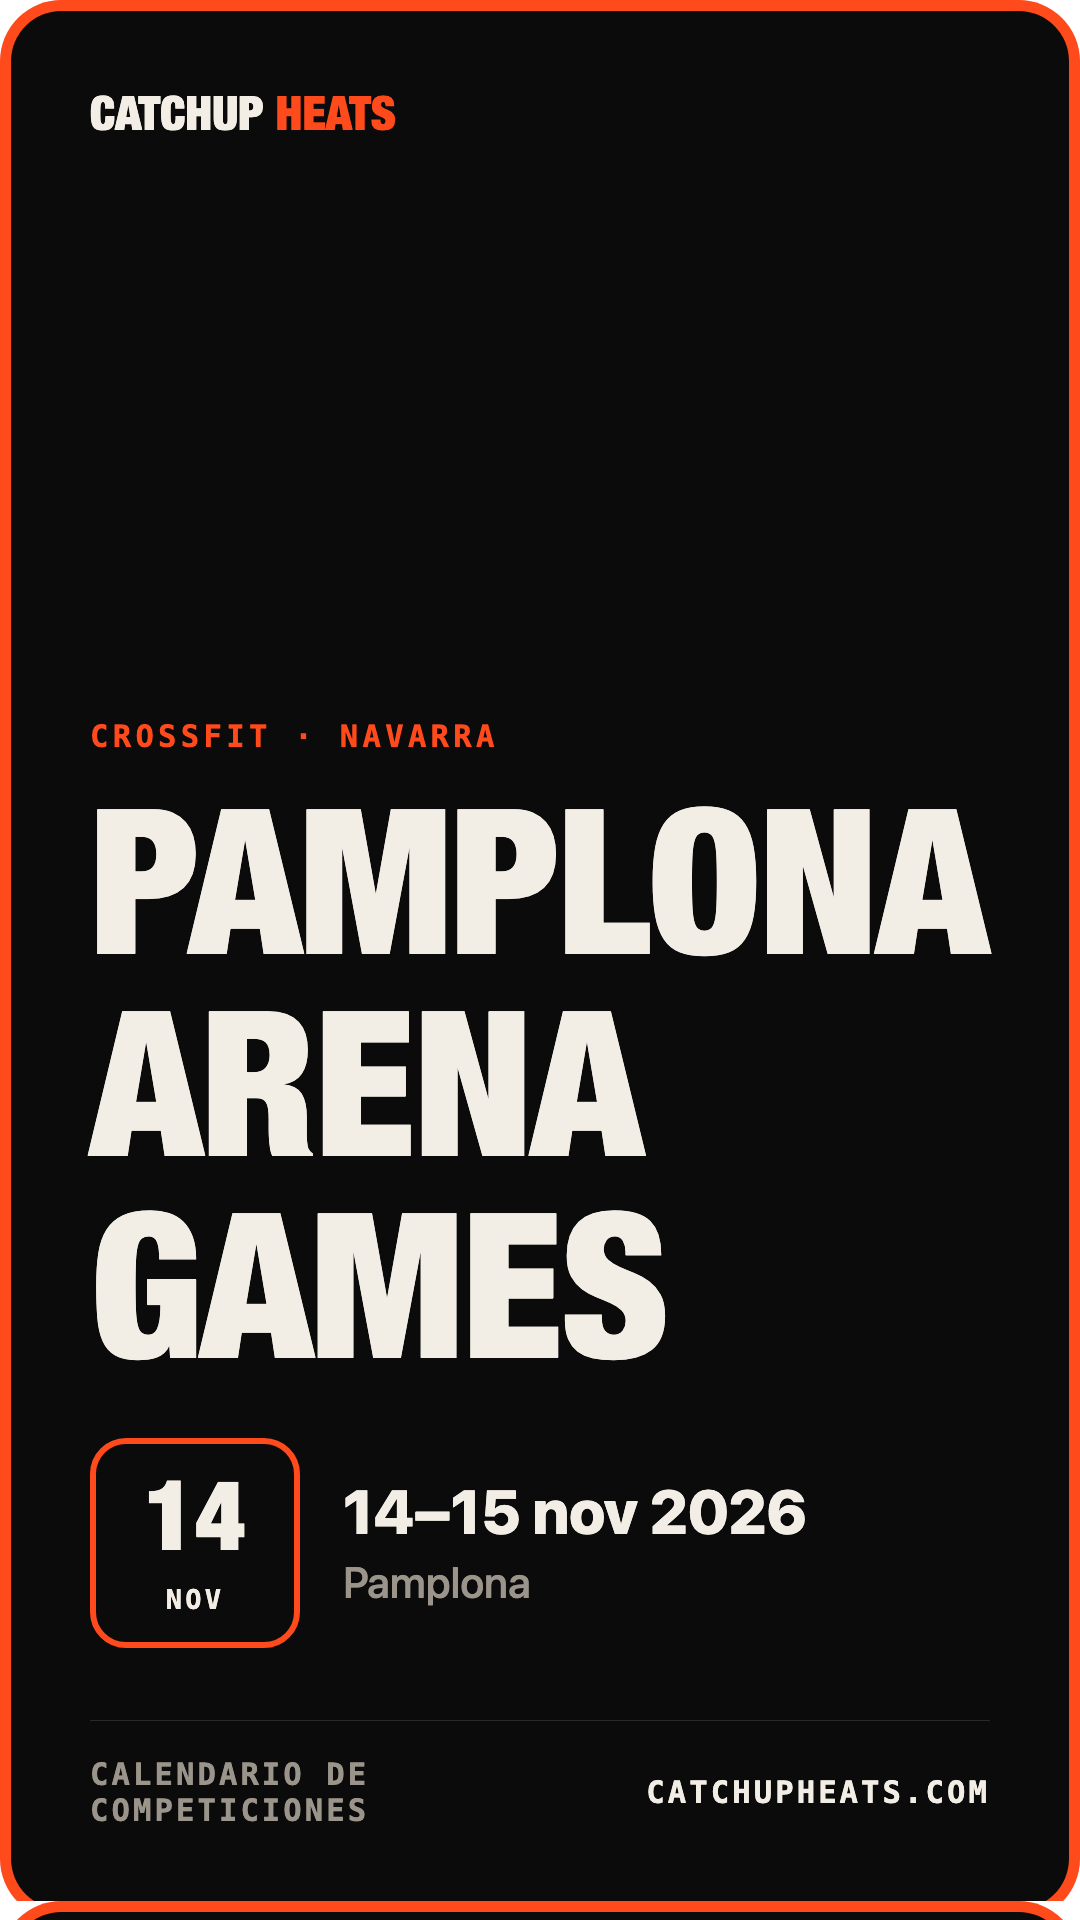 CATCHUP HEATS
CROSSFIT · NAVARRA
PAMPLONA
ARENA
GAMES
14
NOV
14–15 nov 2026
Pamplona
CALENDARIO DE
COMPETICIONES
CATCHUPHEATS.COM